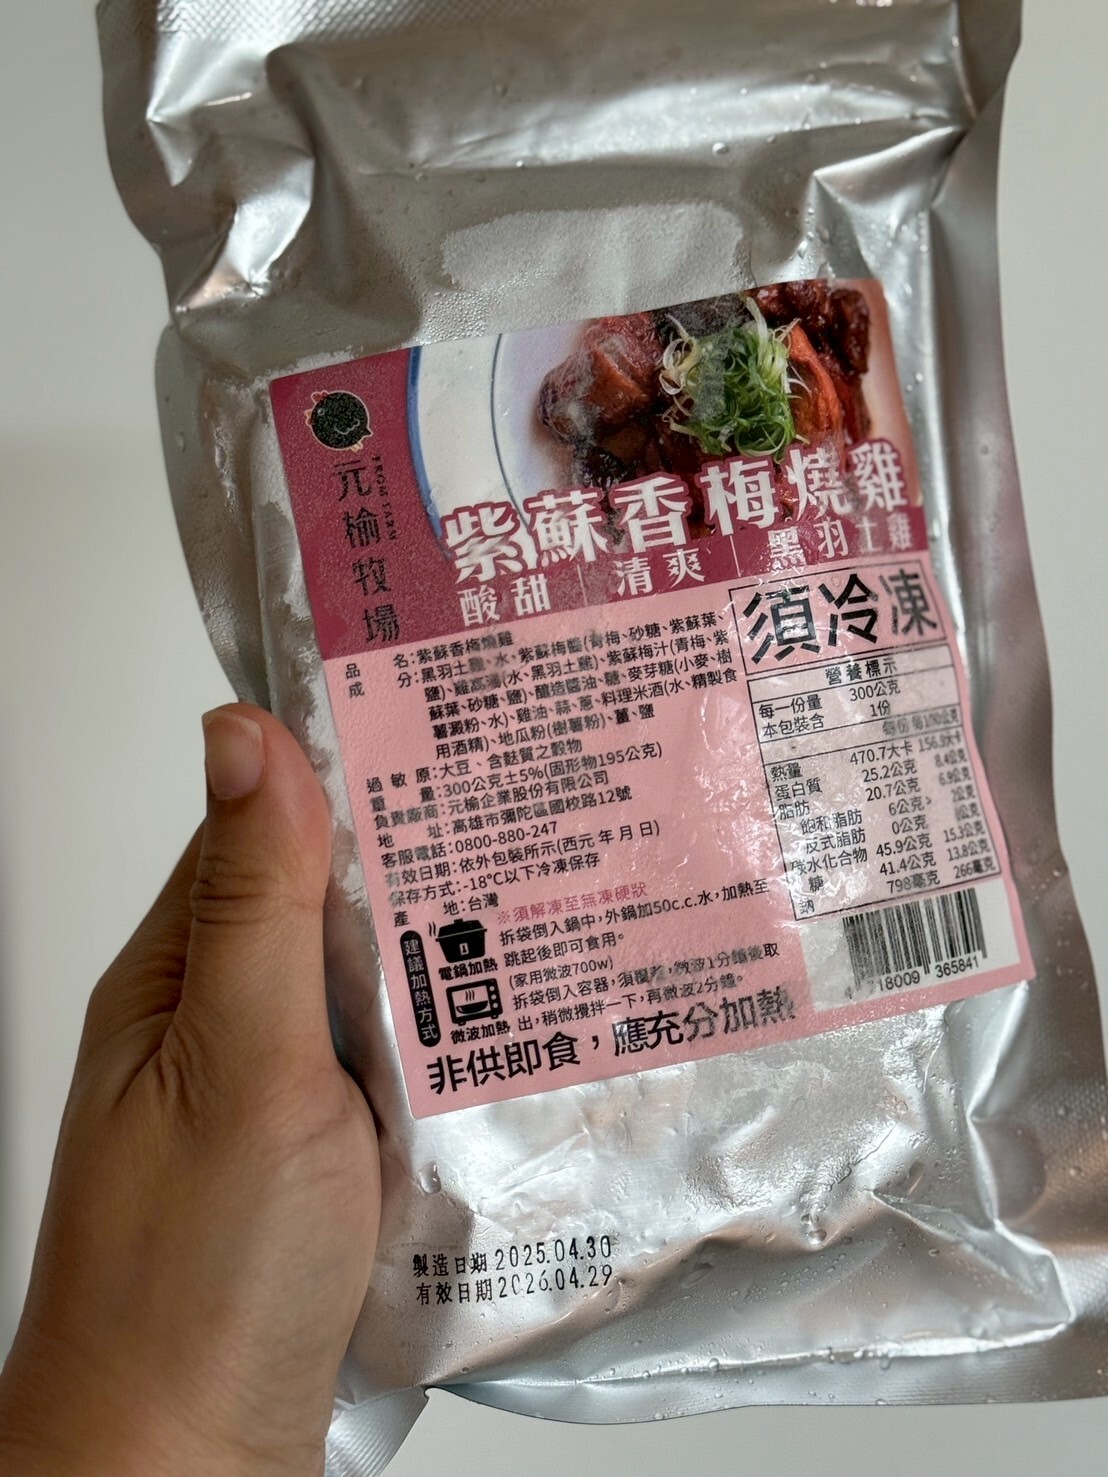 元榆牧場
紫蘇香梅燒雞
酸甜｜清爽｜黑羽土雞
須冷凍
品 名:紫蘇香梅燒雞
成 分:黑羽土雞、水、紫蘇梅醬(青梅、砂糖、紫蘇葉、
鹽)、雞高湯(水、黑羽土雞)、紫蘇梅汁(青梅、紫
蘇葉、砂糖、鹽)、釀造醬油、糖、麥芽糖(小麥、樹
薯澱粉、水)、雞油、蒜、蔥、料理米酒(水、精製食
用酒精)、地瓜粉(樹薯粉)、薑、鹽
過 敏 原:大豆、含麩質之穀物
重 量:300公克±5%(固形物195公克)
負責廠商:元榆企業股份有限公司
地 址:高雄市彌陀區國校路12號
客服電話:0800-880-247
有效日期:依外包裝所示(西元 年 月 日)
保存方式:-18°C以下冷凍保存
產 地:台灣
營養標示
每一份量 300公克
本包裝含 1份
每份 每100公克
熱量 470.7大卡 156.9大卡
蛋白質 25.2公克 8.4公克
脂肪 20.7公克 6.9公克
飽和脂肪 6公克 2公克
反式脂肪 0公克 0公克
碳水化合物 45.9公克 15.3公克
糖 41.4公克 13.8公克
鈉 798毫克 266毫克
建議加熱方式
※須解凍至無凍硬狀
電鍋加熱
拆袋倒入鍋中,外鍋加50c.c.水,加熱至
跳起後即可食用。
微波加熱
(家用微波700w)
拆袋倒入容器,須覆蓋,微波1分鐘後取
出,稍微攪拌一下,再微波2分鐘。
718009 365841
非供即食，應充分加熱
製造日期 2025.04.30
有效日期 2026.04.29